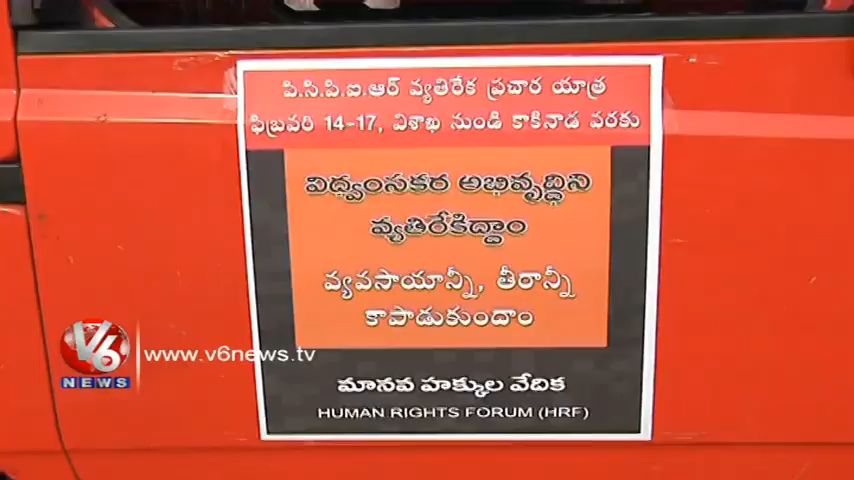 పి.సి.పి.ఐ.ఆర్ వ్యతిరేక ప్రచార యాత్ర
ఫిబ్రవరి 14-17, విశాఖ నుండి కాకినాడ వరకు
విధ్వంసకర అభివృద్ధిని
వ్యతిరేకిద్దాం
వ్యవసాయాన్నీ, తీరాన్నీ
కాపాడుకుందాం
మానవ హక్కుల వేదిక
HUMAN RIGHTS FORUM (HRF)
V6 www.v6news.tv
NEWS